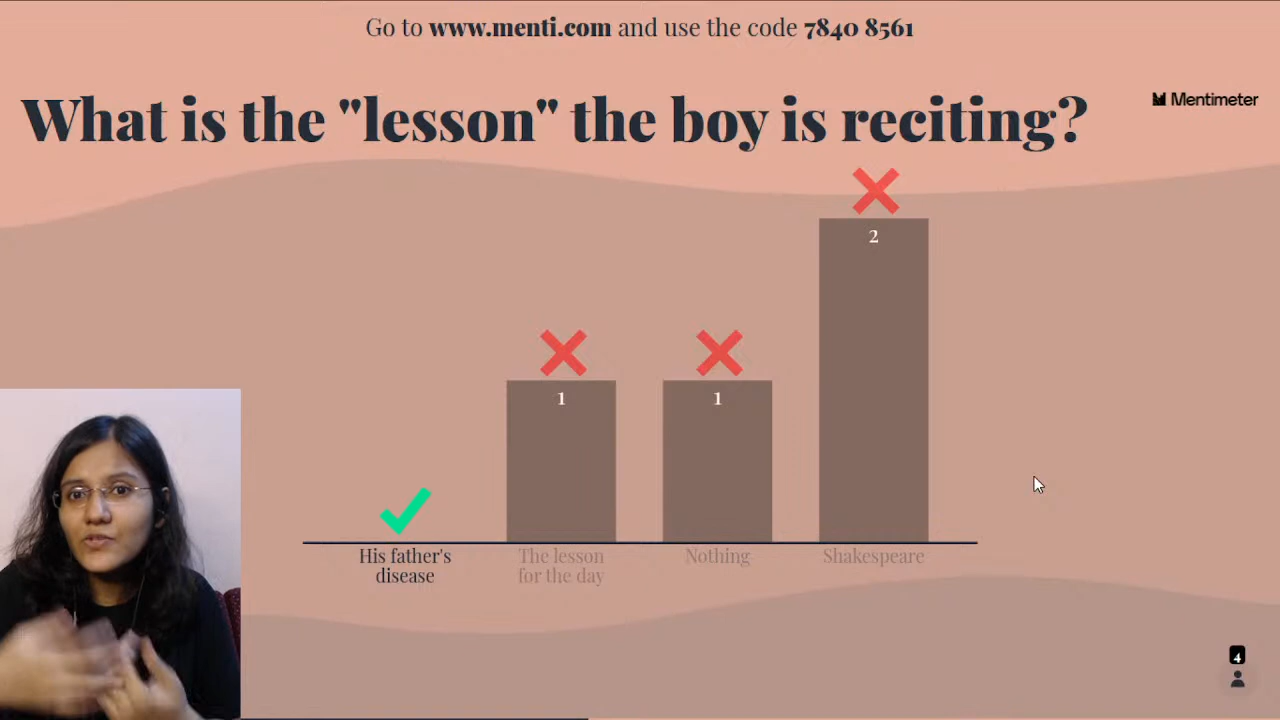 Go to www.menti.com and use the code 7840 8561
What is the "lesson" the boy is reciting?
Mentimeter
2
1
1
His father's
disease
The lesson
for the day
Nothing
Shakespeare
4